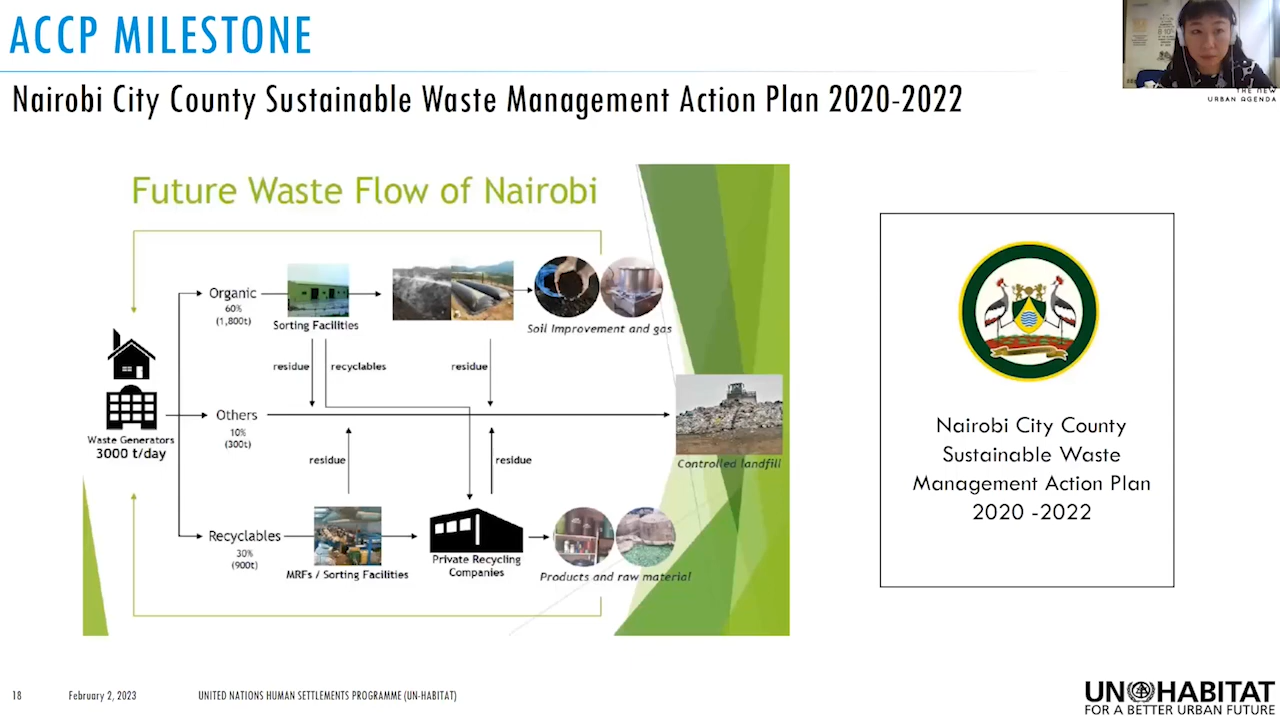 ACCP MILESTONE
Nairobi City County Sustainable Waste Management Action Plan 2020-2022
THE NEW
URBAN AGENDA
Future Waste Flow of Nairobi
Organic
60%
(1,800t)
Sorting Facilities
Soil Improvement and gas
residue
recyclables
residue
Waste Generators
3000 t/day
Others
10%
(300t)
Controlled landfill
residue
residue
Recyclables
30%
(900t)
MRFs / Sorting Facilities
Private Recycling
Companies
Products and raw material
Nairobi City County
Sustainable Waste
Management Action Plan
2020 -2022
18
February 2, 2023
UNITED NATIONS HUMAN SETTLEMENTS PROGRAMME (UN-HABITAT)
UN HABITAT
FOR A BETTER URBAN FUTURE